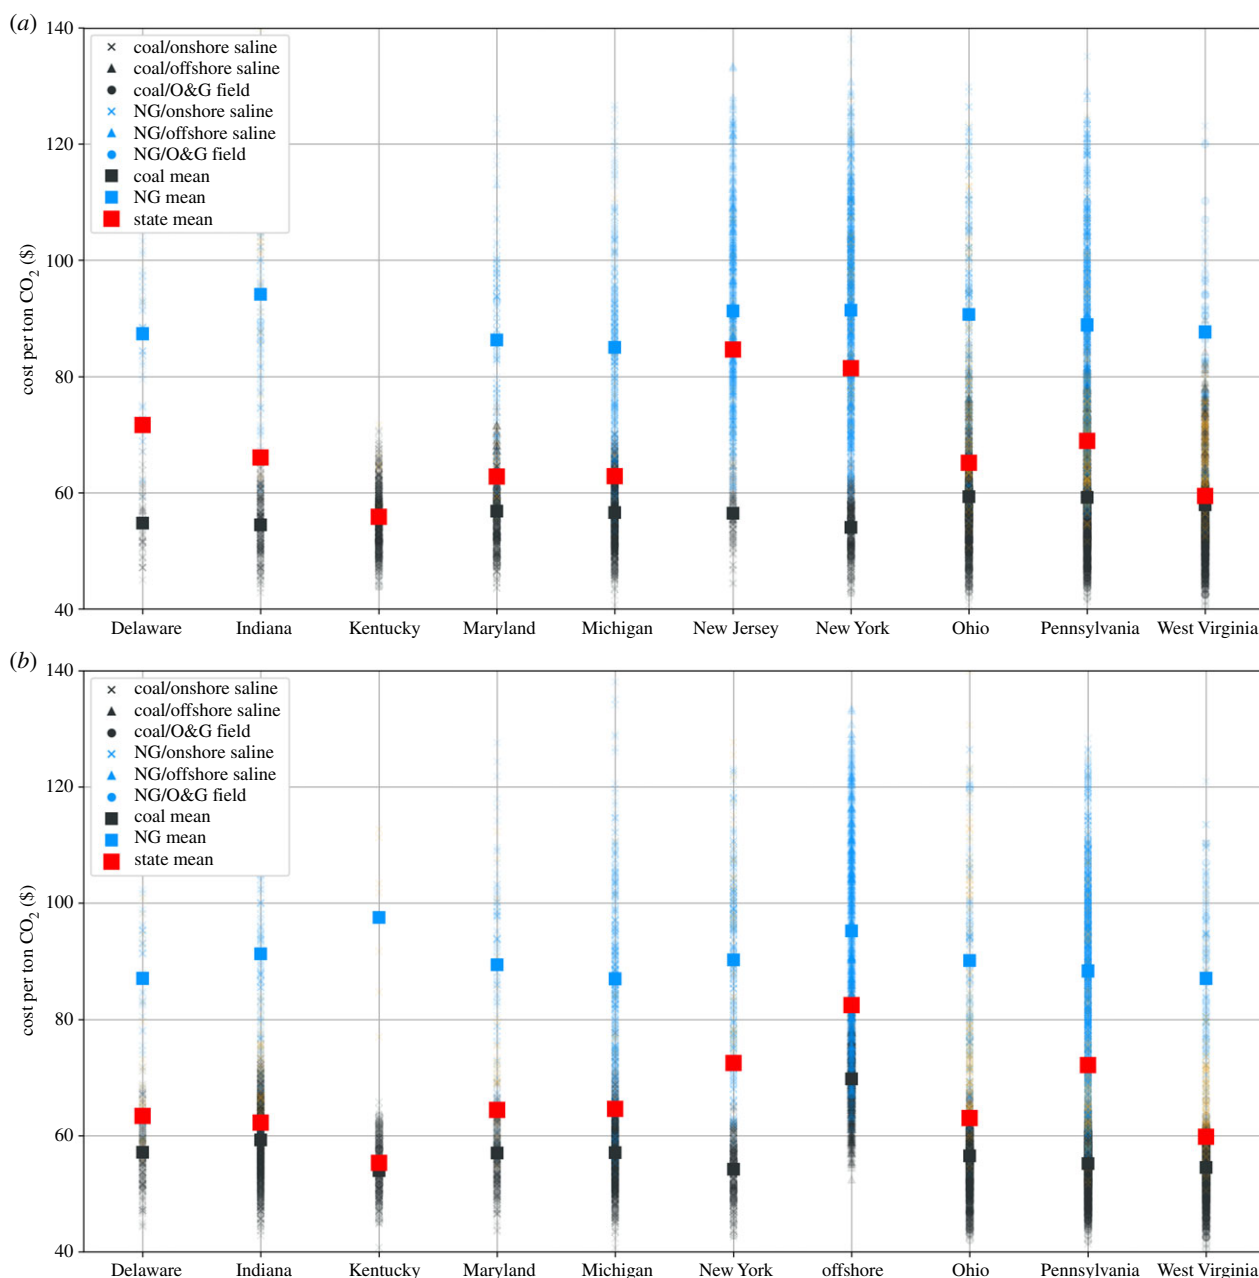 (a)
140
120
100
80
60
40
cost per ton CO2 ($)
coal/onshore saline
coal/offshore saline
coal/O&G field
NG/onshore saline
NG/offshore saline
NG/O&G field
coal mean
NG mean
state mean
Delaware Indiana Kentucky Maryland Michigan New Jersey New York Ohio Pennsylvania West Virginia
(b)
140
120
100
80
60
40
cost per ton CO2 ($)
coal/onshore saline
coal/offshore saline
coal/O&G field
NG/onshore saline
NG/offshore saline
NG/O&G field
coal mean
NG mean
state mean
Delaware Indiana Kentucky Maryland Michigan New York offshore Ohio Pennsylvania West Virginia